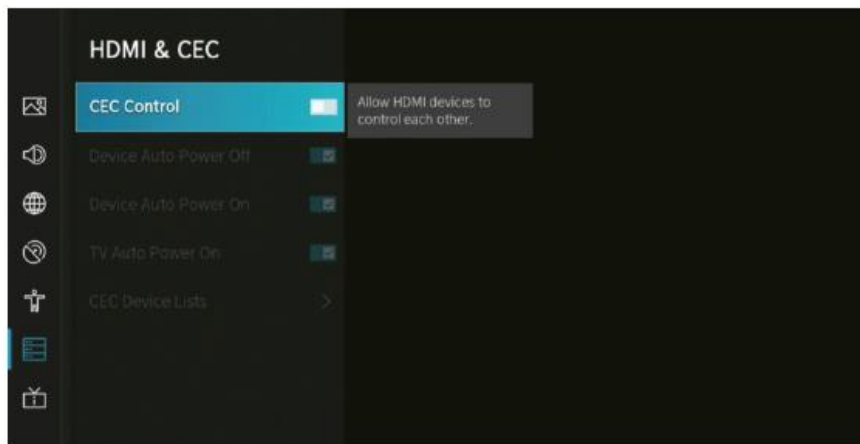 HDMI & CEC
CEC Control
Allow HDMI devices to
control each other.
Device Auto Power Off
Device Auto Power On
TV Auto Power On
CEC Device Lists